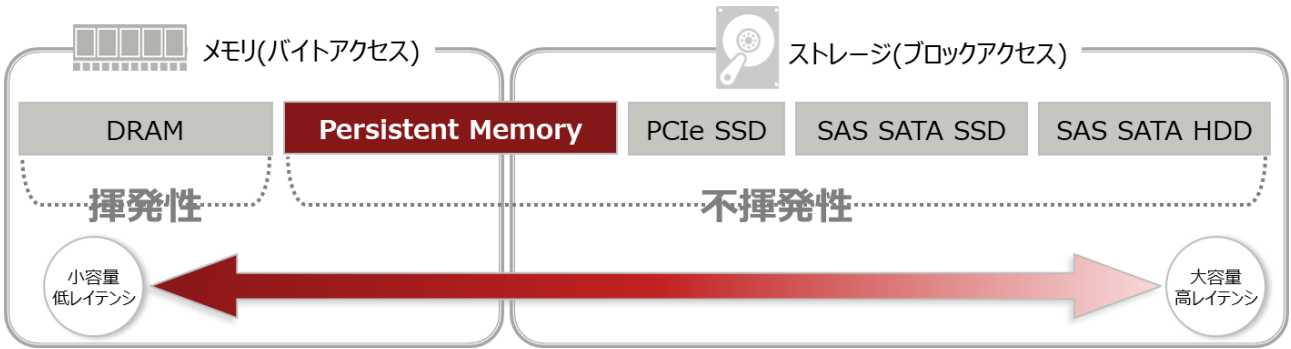 メモリ(バイトアクセス)
ストレージ(ブロックアクセス)
DRAM
Persistent Memory
PCIe SSD
SAS SATA SSD
SAS SATA HDD
揮発性
不揮発性
小容量
低レイテンシ
大容量
高レイテンシ